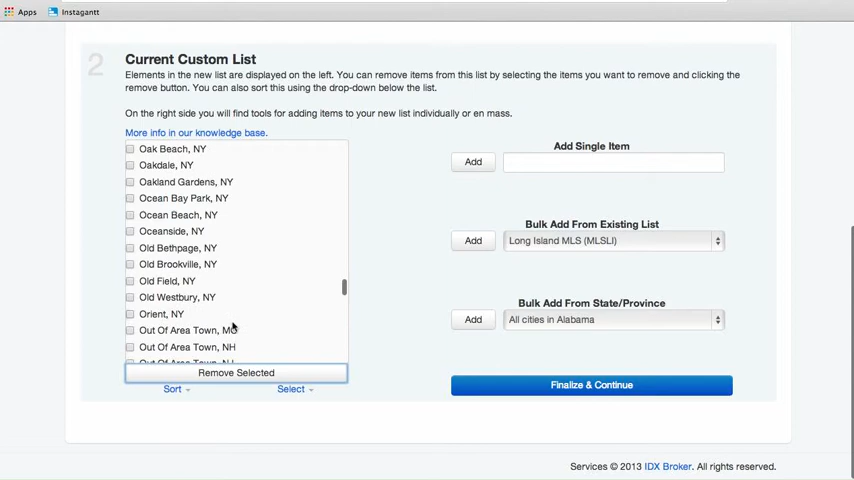 Apps Instagantt
2 Current Custom List
Elements in the new list are displayed on the left. You can remove items from this list by selecting the items you want to remove and clicking the
remove button. You can also sort this using the drop-down below the list.
On the right side you will find tools for adding items to your new list individually or en mass.
More info in our knowledge base.
Oak Beach, NY
Oakdale, NY
Oakland Gardens, NY
Ocean Bay Park, NY
Ocean Beach, NY
Oceanside, NY
Old Bethpage, NY
Old Brookville, NY
Old Field, NY
Old Westbury, NY
Orient, NY
Out Of Area Town,
Out Of Area Town, NH
Out Of Area Town, NJ
Remove Selected
Sort Select
Add Single Item
Add
Bulk Add From Existing List
Add Long Island MLS (MLSLI)
Bulk Add From State/Province
Add All cities in Alabama
Finalize & Continue
Services © 2013 IDX Broker. All rights reserved.